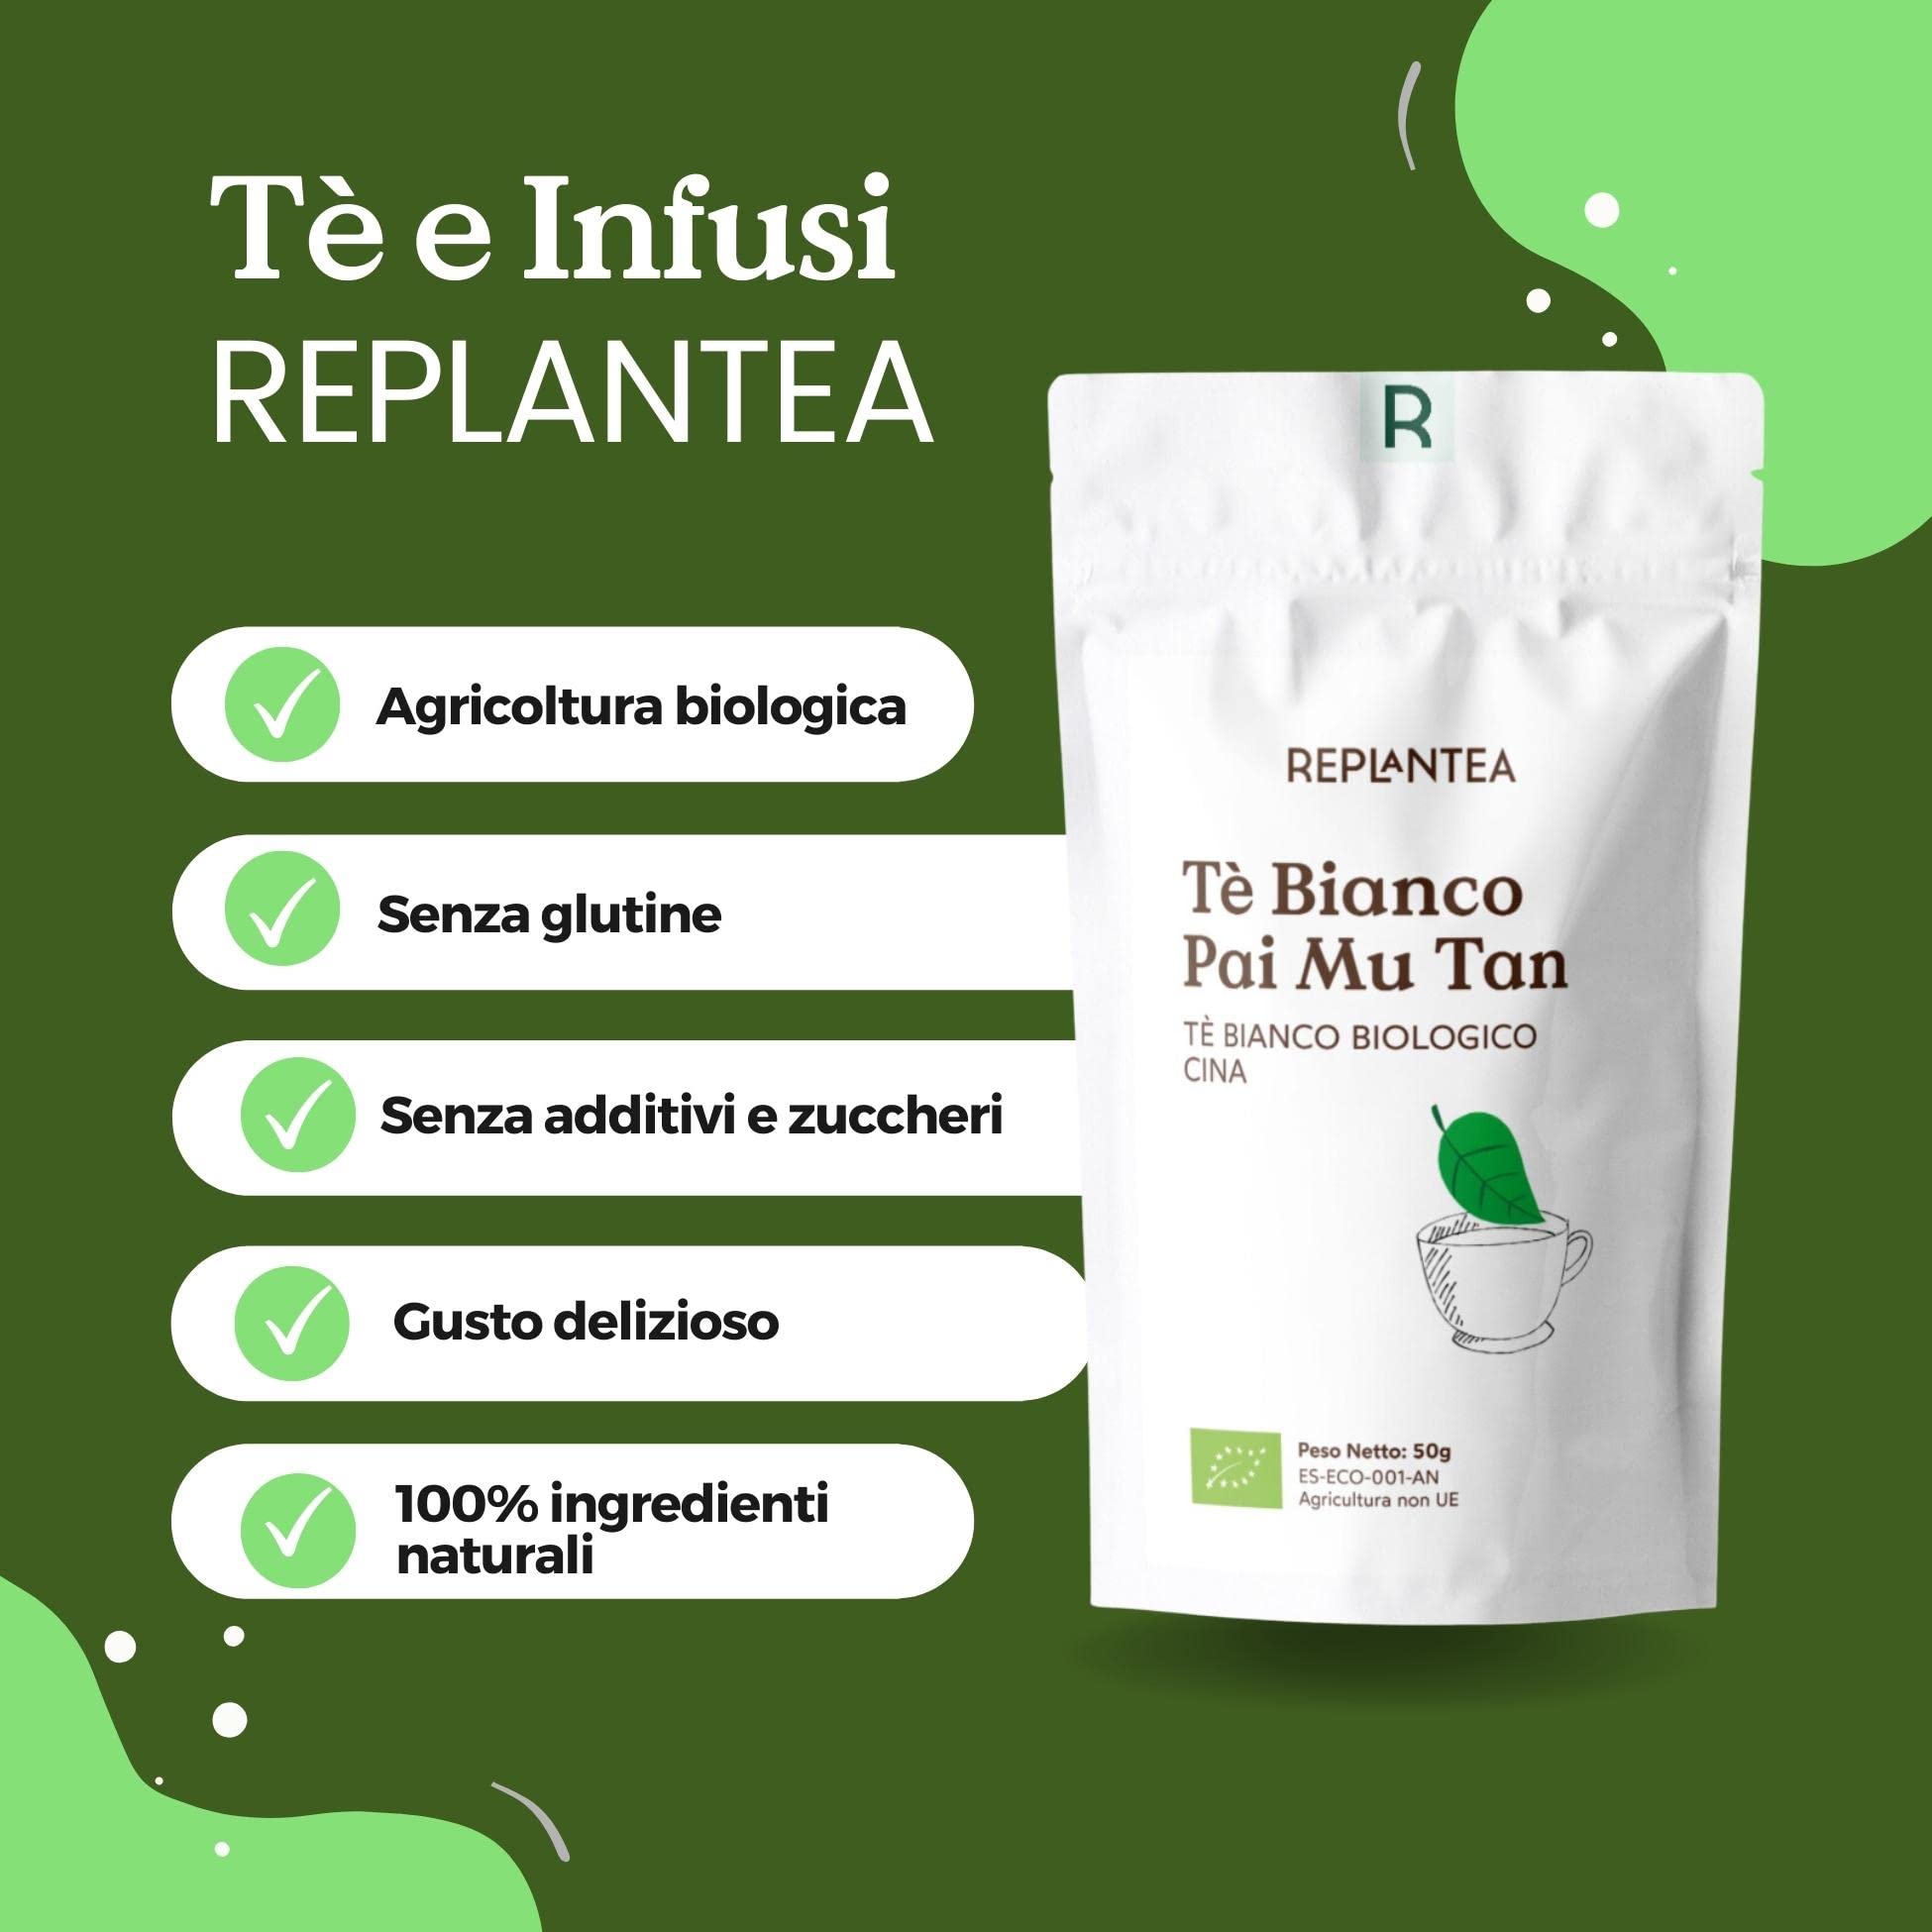 Tè e Infusi
REPLANTEA
Agricoltura biologica
Senza glutine
Senza additivi e zuccheri
Gusto delizioso
100% ingredienti
naturali
R
REPLANTEA
Tè Bianco
Pai Mu Tan
TÈ BIANCO BIOLOGICO
CINA
Peso Netto: 50g
ES-ECO-001-AN
Agricultura non UE